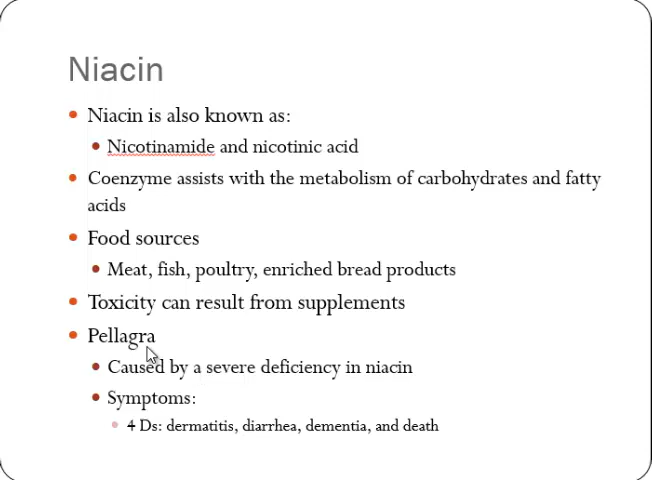 Niacin
Niacin is also known as:
Nicotinamide and nicotinic acid
Coenzyme assists with the metabolism of carbohydrates and fatty
acids
Food sources
Meat, fish, poultry, enriched bread products
Toxicity can result from supplements
Pellagra
Caused by a severe deficiency in niacin
Symptoms:
4 Ds: dermatitis, diarrhea, dementia, and death